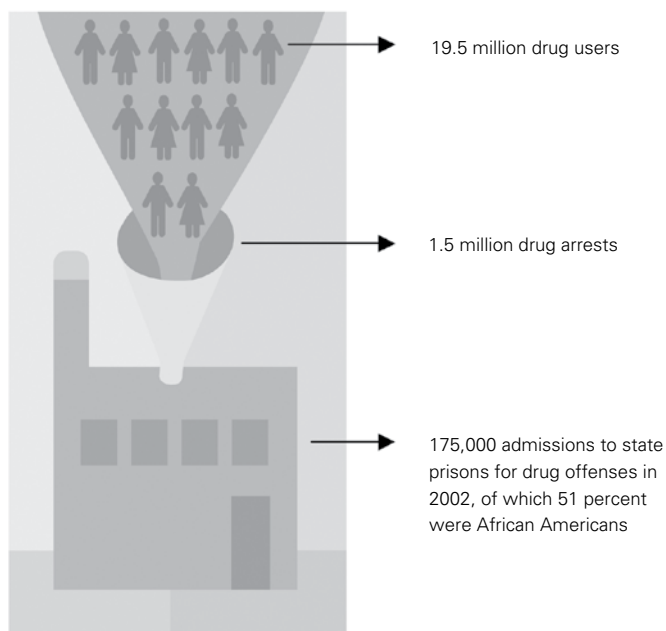 19.5 million drug users
1.5 million drug arrests
175,000 admissions to state
prisons for drug offenses in
2002, of which 51 percent
were African Americans